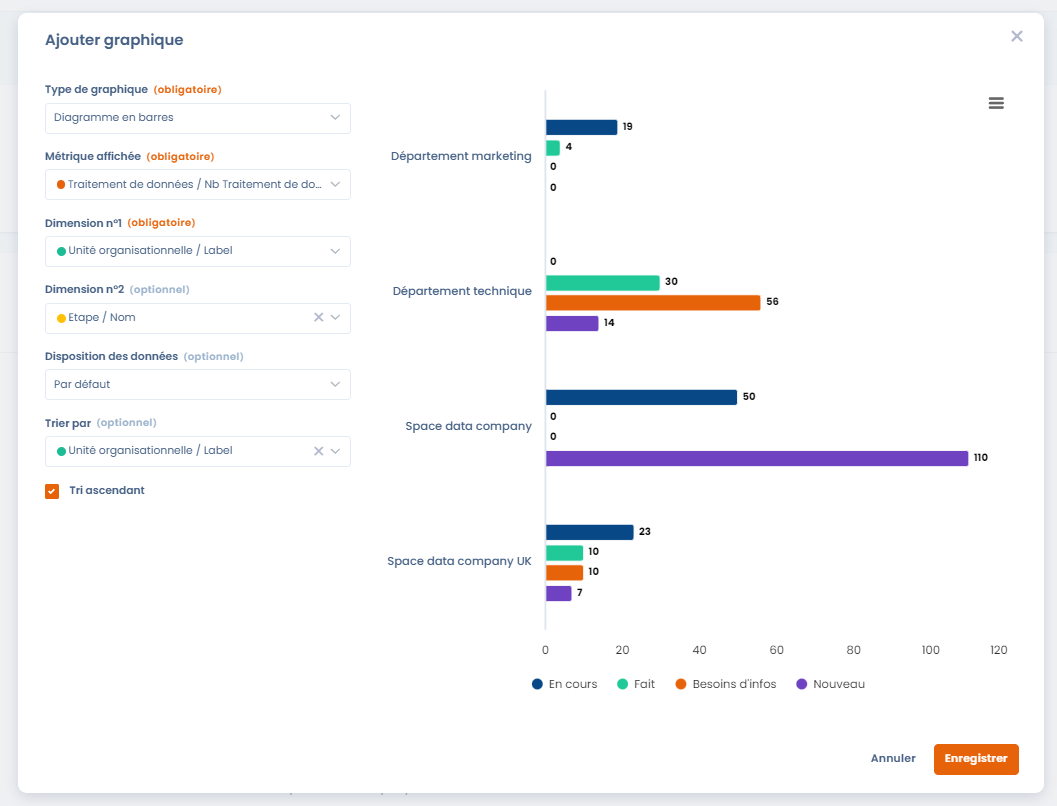 Ajouter graphique
Type de graphique (obligatoire)
Diagramme en barres
Métrique affichée (obligatoire)
Traitement de données / Nb Traitement de do...
Dimension n°1 (obligatoire)
Unité organisationnelle / Label
Dimension n°2 (optionnel)
Etape / Nom
Disposition des données (optionnel)
Par défaut
Trier par (optionnel)
Unité organisationnelle / Label
Tri ascendant
Département marketing
19
4
0
0
Département technique
0
30
56
14
Space data company
50
0
0
110
Space data company UK
23
10
10
7
0 20 40 60 80 100 120
En cours Fait Besoins d'infos Nouveau
Annuler Enregistrer